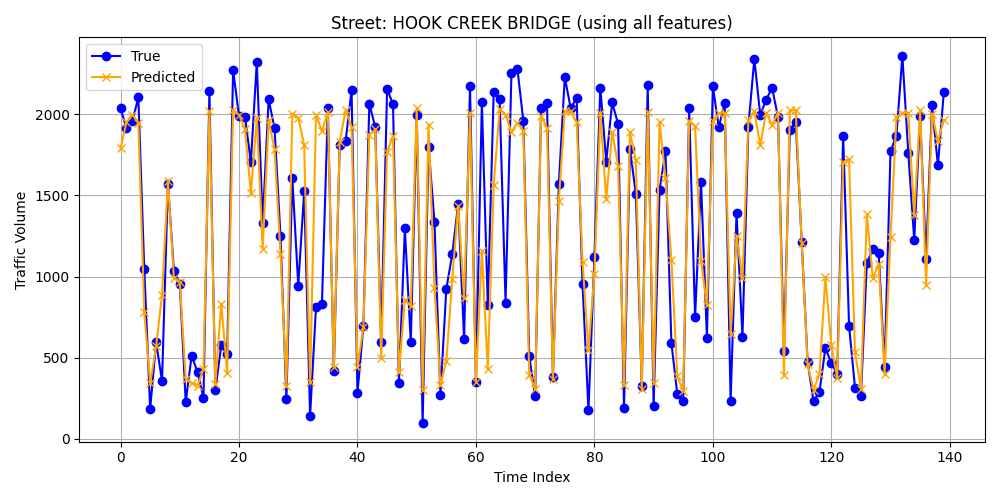 Street: HOOK CREEK BRIDGE (using all features)
True
Predicted
Traffic Volume
2000
1500
1000
500
0
0 20 40 60 80 100 120 140
Time Index